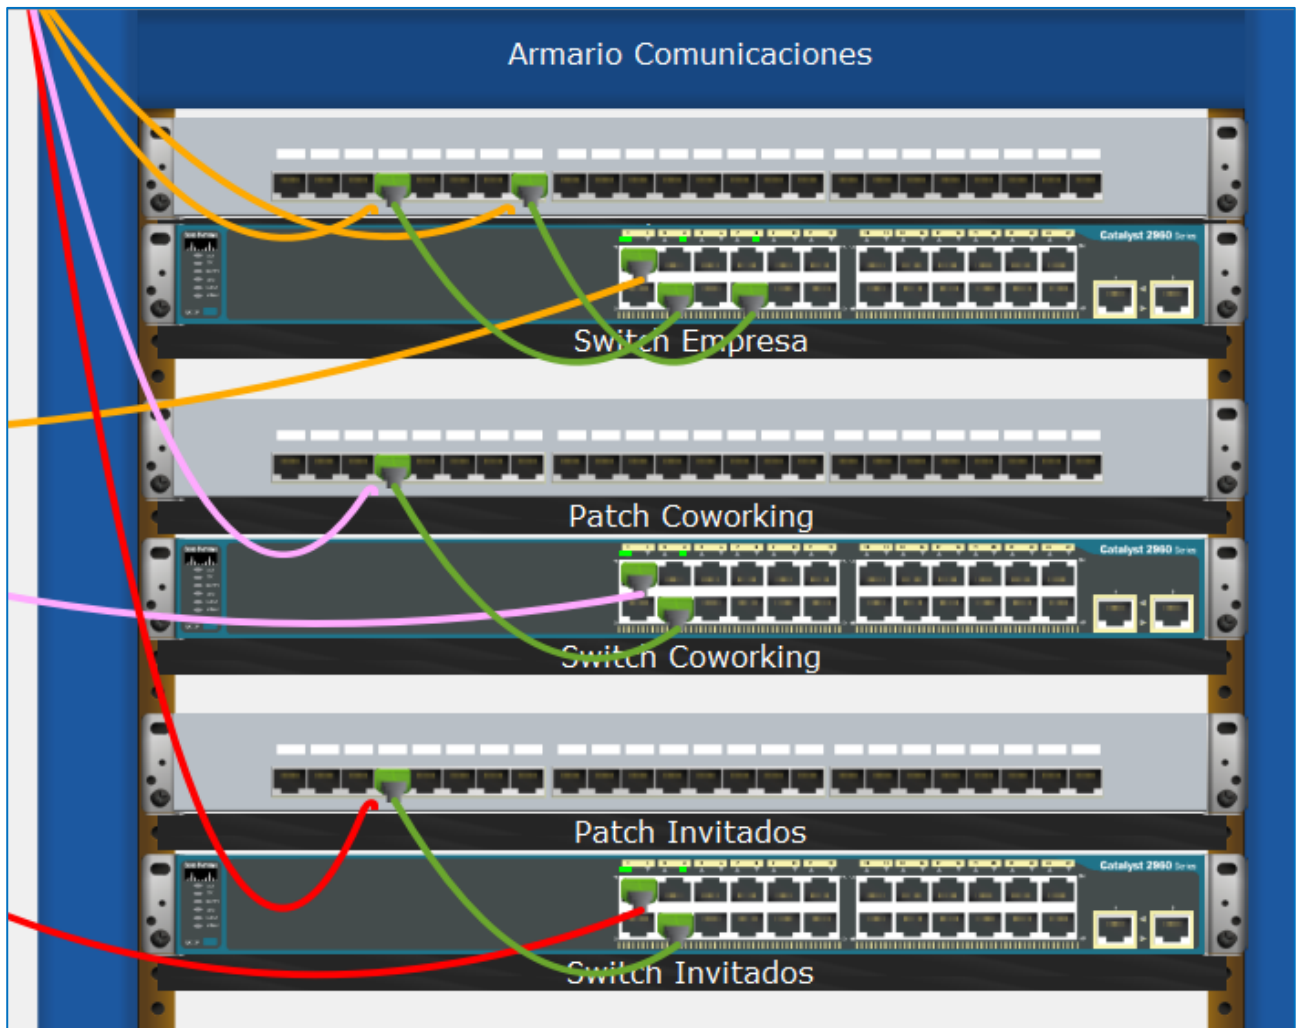 Armario Comunicaciones
Catalyst 2960 Series
Switch Empresa
Patch Coworking
Catalyst 2960 Series
Switch Coworking
Patch Invitados
Catalyst 2960 Series
Switch Invitados